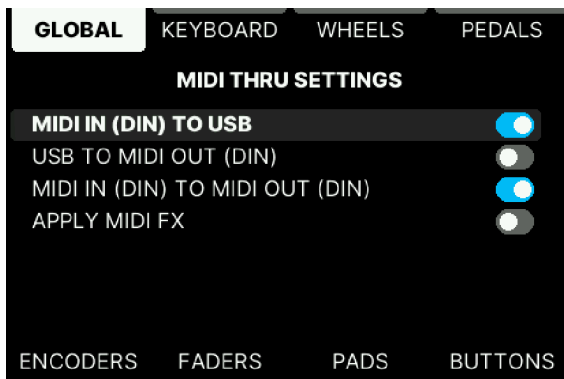 GLOBAL KEYBOARD WHEELS PEDALS
MIDI THRU SETTINGS
MIDI IN (DIN) TO USB
USB TO MIDI OUT (DIN)
MIDI IN (DIN) TO MIDI OUT (DIN)
APPLY MIDI FX
ENCODERS FADERS PADS BUTTONS